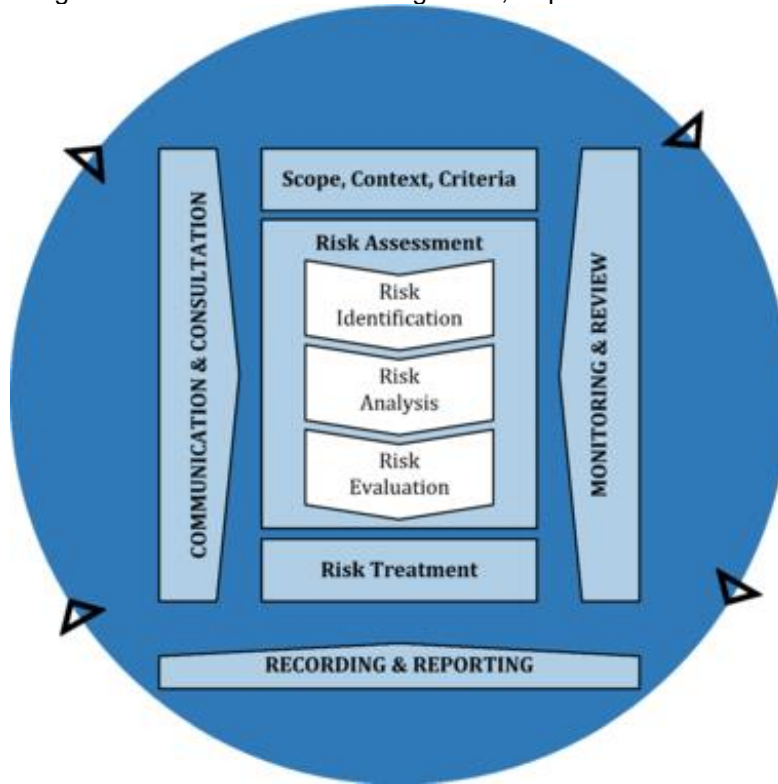 Scope, Context, Criteria
Risk Assessment
Risk
Identification
Risk
Analysis
Risk
Evaluation
Risk Treatment
COMMUNICATION & CONSULTATION
MONITORING & REVIEW
RECORDING & REPORTING